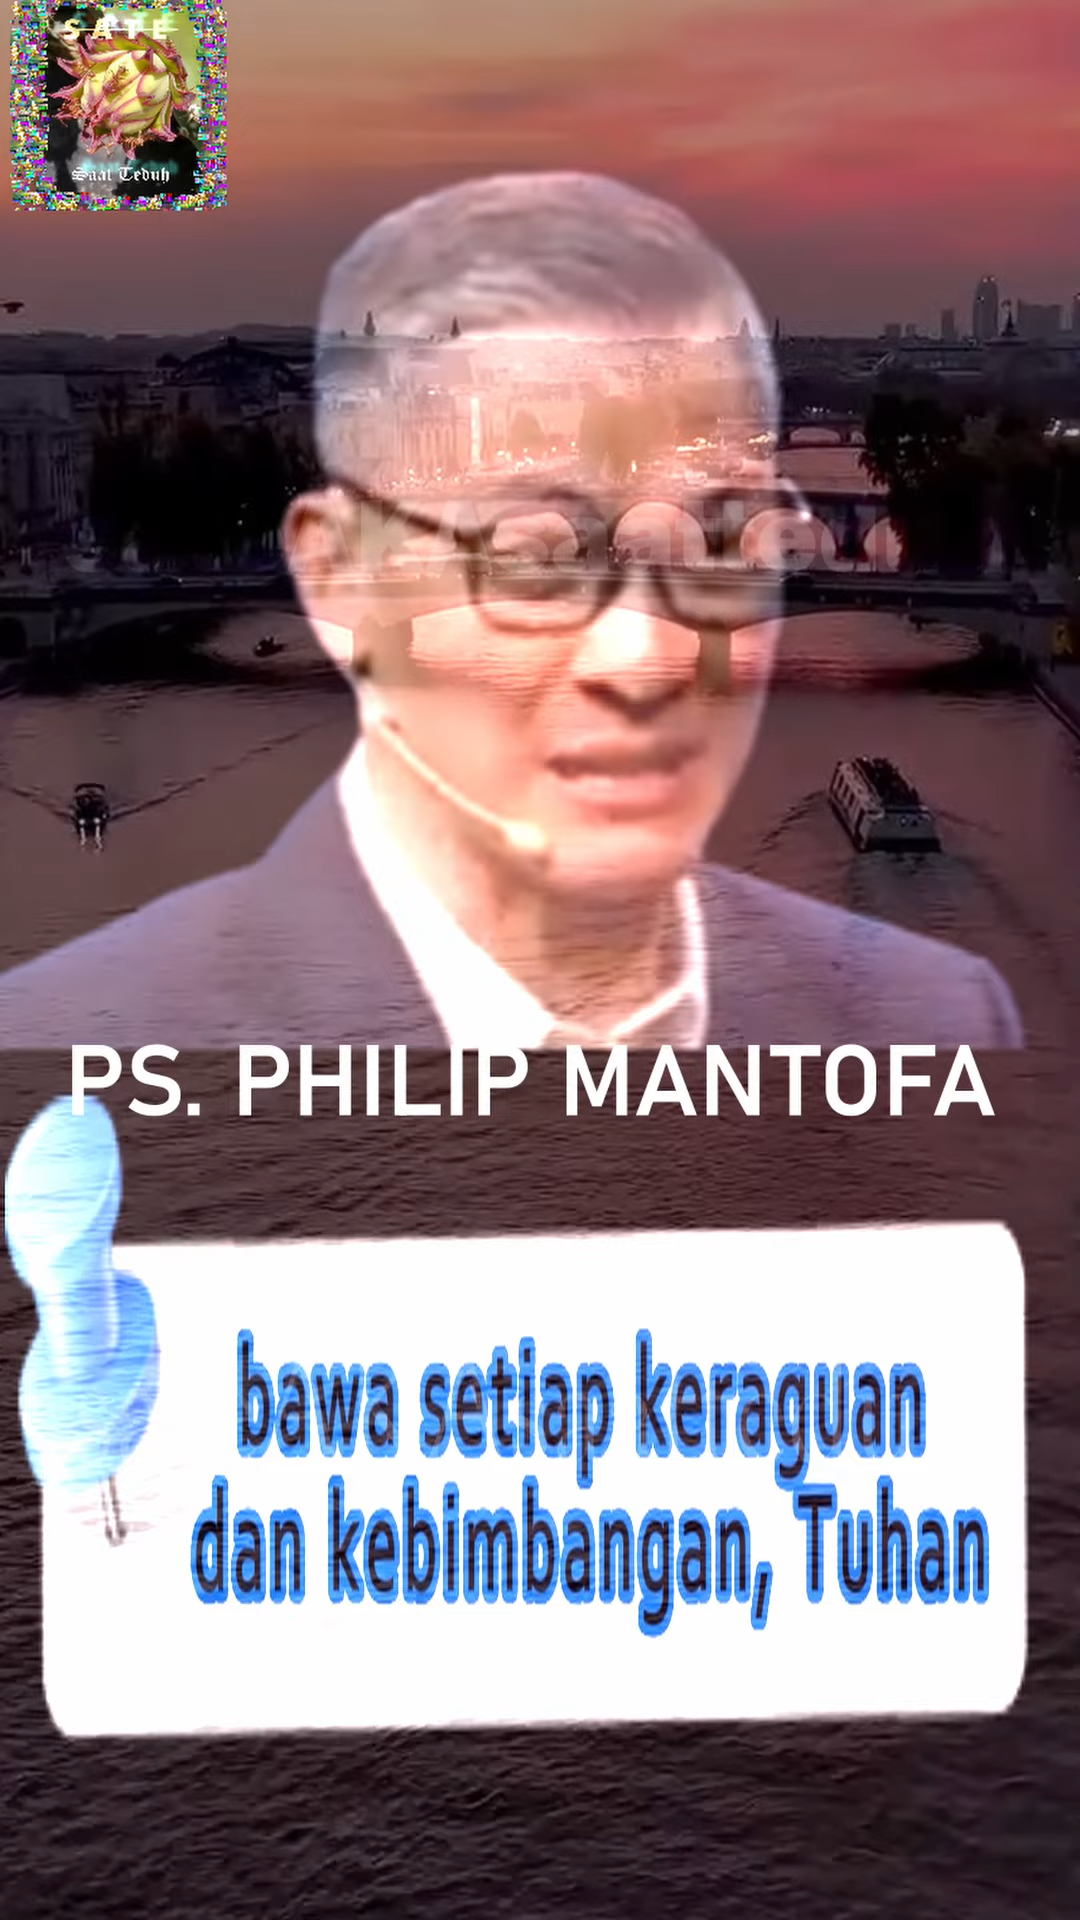 SATE
Saat Teduh
PS. PHILIP MANTOFA
bawa setiap keraguan
dan kebimbangan, Tuhan